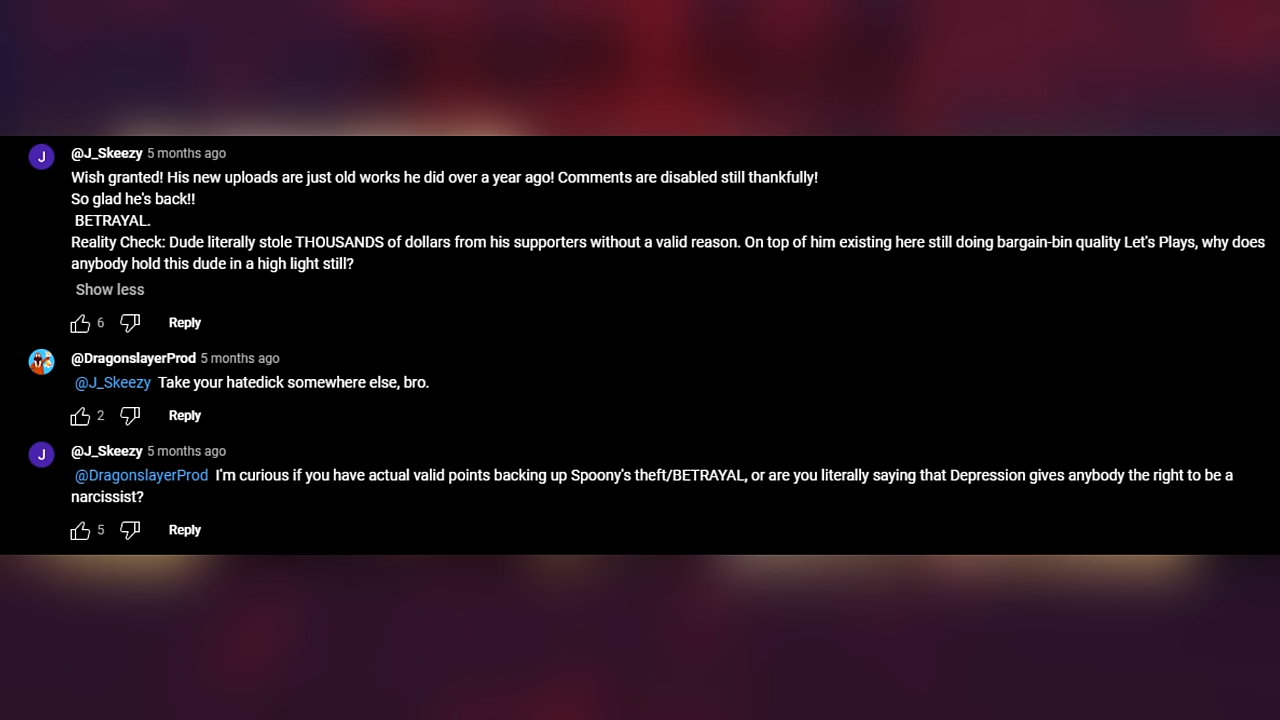 J
@J_Skeezy 5 months ago
Wish granted! His new uploads are just old works he did over a year ago! Comments are disabled still thankfully!
So glad he's back!!
BETRAYAL.
Reality Check: Dude literally stole THOUSANDS of dollars from his supporters without a valid reason. On top of him existing here still doing bargain-bin quality Let's Plays, why does
anybody hold this dude in a high light still?
Show less
6 Reply
@DragonslayerProd 5 months ago
@J_Skeezy Take your hatedick somewhere else, bro.
2 Reply
J
@J_Skeezy 5 months ago
@DragonslayerProd I'm curious if you have actual valid points backing up Spoony's theft/BETRAYAL, or are you literally saying that Depression gives anybody the right to be a
narcissist?
5 Reply